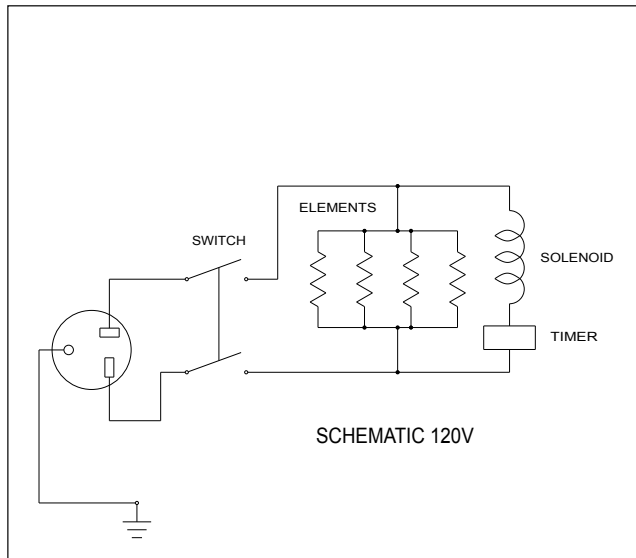 ELEMENTS
SWITCH
SOLENOID
TIMER
SCHEMATIC 120V